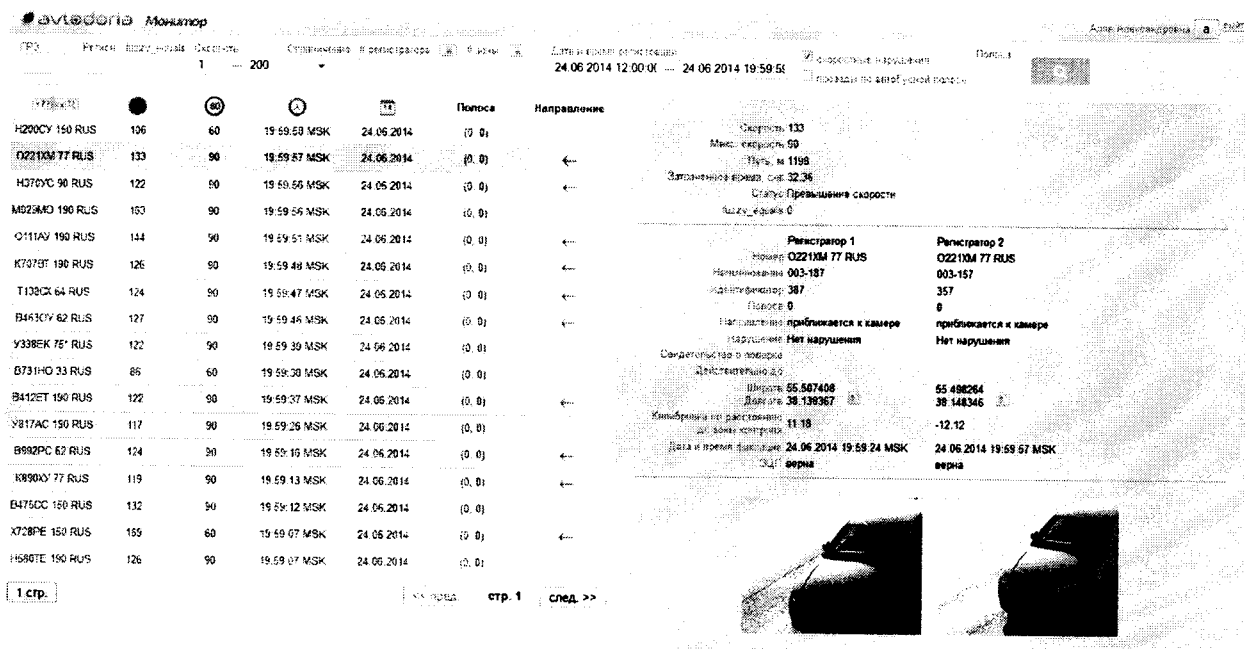 avtodoria Монитор
а
ГРЗ Регион fuzzy_equals Скорость Ограничение # регистратора # зоны Дата и время регистрации Полоса
1 — 200 24.06.2014 12:00:0( — 24.06.2014 19:59:59
скоростные нарушения
проезды по автобусной полосе
60 Полоса Направление
Н200СУ 150 RUS 106 60 19:59:59 MSK 24.06.2014 (0, 0)
О221ХМ 77 RUS 133 90 19:59:57 MSK 24.06.2014 (0, 0) ←
Н370УС 90 RUS 122 90 19:59:56 MSK 24.06.2014 (0, 0) ←
М029МО 190 RUS 153 90 19:59:56 MSK 24.06.2014 (0, 0) ←
О111АУ 190 RUS 144 90 19:59:51 MSK 24.06.2014 (0, 0) ←
К707ВТ 190 RUS 126 90 19:59:48 MSK 24.06.2014 (0, 0) ←
Т138СХ 64 RUS 124 90 19:59:47 MSK 24.06.2014 (0, 0) ←
В463СУ 62 RUS 127 90 19:59:46 MSK 24.06.2014 (0, 0) ←
У338ЕК 75* RUS 122 90 19:59:39 MSK 24.06.2014 (0, 0)
В731НО 33 RUS 86 60 19:59:38 MSK 24.06.2014 (0, 0)
В412ЕТ 190 RUS 122 90 19:59:37 MSK 24.06.2014 (0, 0) ←
У817АС 150 RUS 117 90 19:59:26 MSK 24.06.2014 (0, 0)
В992РС 62 RUS 124 90 19:59:16 MSK 24.06.2014 (0, 0) ←
К890ХУ 77 RUS 119 90 19:59:13 MSK 24.06.2014 (0, 0) ←
В475СС 150 RUS 132 90 19:59:12 MSK 24.06.2014 (0, 0)
Х728РЕ 150 RUS 159 60 19:59:07 MSK 24.06.2014 (0, 0) ←
Н580ТЕ 190 RUS 126 90 19:59:07 MSK 24.06.2014 (0, 0)
1 стр. << пред. стр. 1 след. >>
Скорость 133
Макс. скорость 90
Путь, м 1198
Затраченное время, сек 32.36
Статус Превышение скорости
fuzzy_equals 0
Регистратор 1 Регистратор 2
Номер О221ХМ 77 RUS О221ХМ 77 RUS
Наименование 003-187 003-157
Идентификатор 387 357
Полоса 0 0
Направление приближается к камере приближается к камере
Нарушение Нет нарушения Нет нарушения
Свидетельство о поверке
Действительно до
Широта 55.507408 55.498264
Долгота 38.139367 38.148346
Калибровка по расстоянию до зоны контроля 11.18 -12.12
Дата и время фиксации 24.06.2014 19:59:24 MSK 24.06.2014 19:59:57 MSK
ЭЦП верна верна